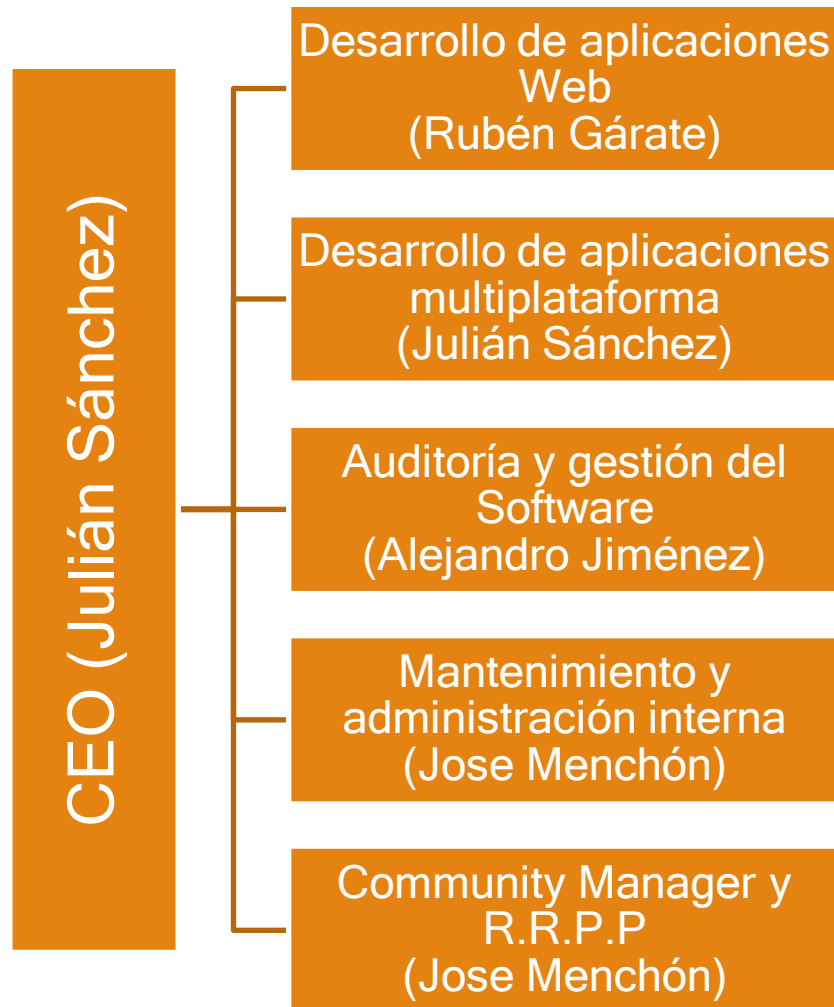 CEO (Julián Sánchez)
Desarrollo de aplicaciones
Web
(Rubén Gárate)
Desarrollo de aplicaciones
multiplataforma
(Julián Sánchez)
Auditoría y gestión del
Software
(Alejandro Jiménez)
Mantenimiento y
administración interna
(Jose Menchón)
Community Manager y
R.R.P.P
(Jose Menchón)